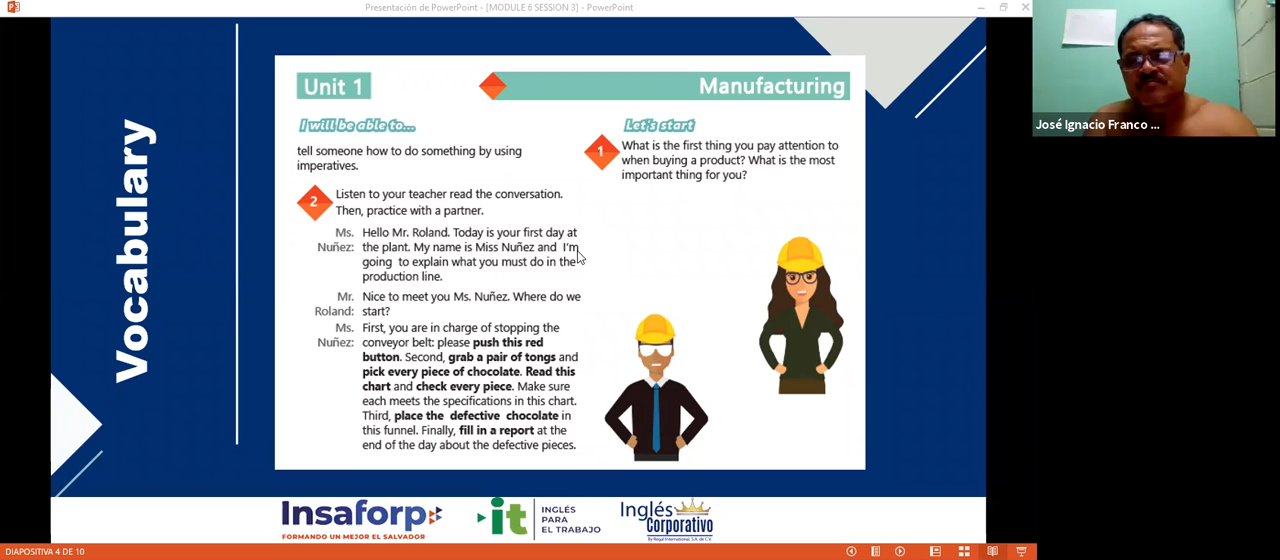 Presentación de PowerPoint - [MODULE 6 SESSION 3] - PowerPoint
Vocabulary
Unit 1
Manufacturing
I will be able to...
tell someone how to do something by using
imperatives.
Let's start
1
What is the first thing you pay attention to
when buying a product? What is the most
important thing for you?
2
Listen to your teacher read the conversation.
Then, practice with a partner.
Ms. Hello Mr. Roland. Today is your first day at
Nuñez: the plant. My name is Miss Nuñez and I'm
going to explain what you must do in the
production line.
Mr. Nice to meet you Ms. Nuñez. Where do we
Roland: start?
Ms. First, you are in charge of stopping the
Nuñez: conveyor belt: please push this red
button. Second, grab a pair of tongs and
pick every piece of chocolate. Read this
chart and check every piece. Make sure
each meets the specifications in this chart.
Third, place the defective chocolate in
this funnel. Finally, fill in a report at the
end of the day about the defective pieces.
José Ignacio Franco ...
Insaforp
FORMANDO UN MEJOR EL SALVADOR
it
INGLÉS
PARA
EL TRABAJO
Inglés
Corporativo
By Regal International, S.A. de C.V.
DIAPOSITIVA 4 DE 10